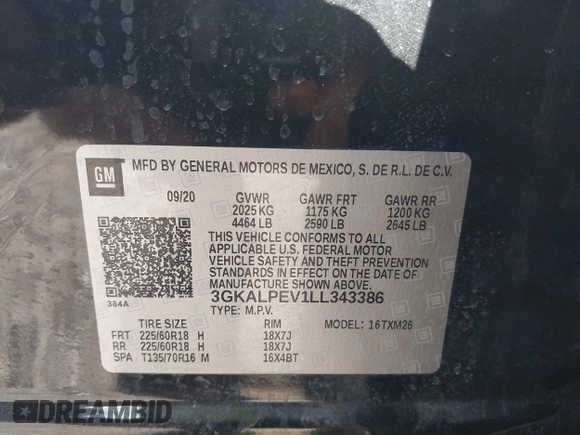 GM
MFD BY GENERAL MOTORS DE MEXICO, S. DE R.L. DE C.V.
09/20 GVWR GAWR FRT GAWR RR
2025 KG 1175 KG 1200 KG
4464 LB 2590 LB 2645 LB
THIS VEHICLE CONFORMS TO ALL
APPLICABLE U.S. FEDERAL MOTOR
VEHICLE SAFETY AND THEFT PREVENTION
STANDARDS IN EFFECT ON THE DATE OF
MANUFACTURE SHOWN ABOVE.
384A
3GKALPEV1LL343386
TYPE: M.P.V. MODEL: 16TXM26
TIRE SIZE RIM
FRT 225/60R18 H 18X7J
RR 225/60R18 H 18X7J
SPA T135/70R16 M 16X4BT
DREAMBID